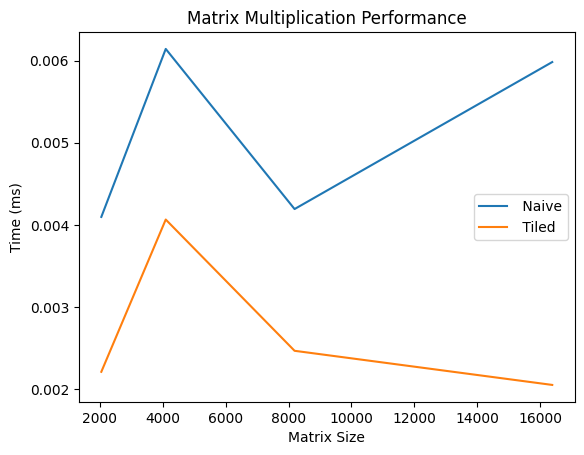 Matrix Multiplication Performance
0.006
0.005
0.004
0.003
0.002
Time (ms)
Naive
Tiled
2000 4000 6000 8000 10000 12000 14000 16000
Matrix Size